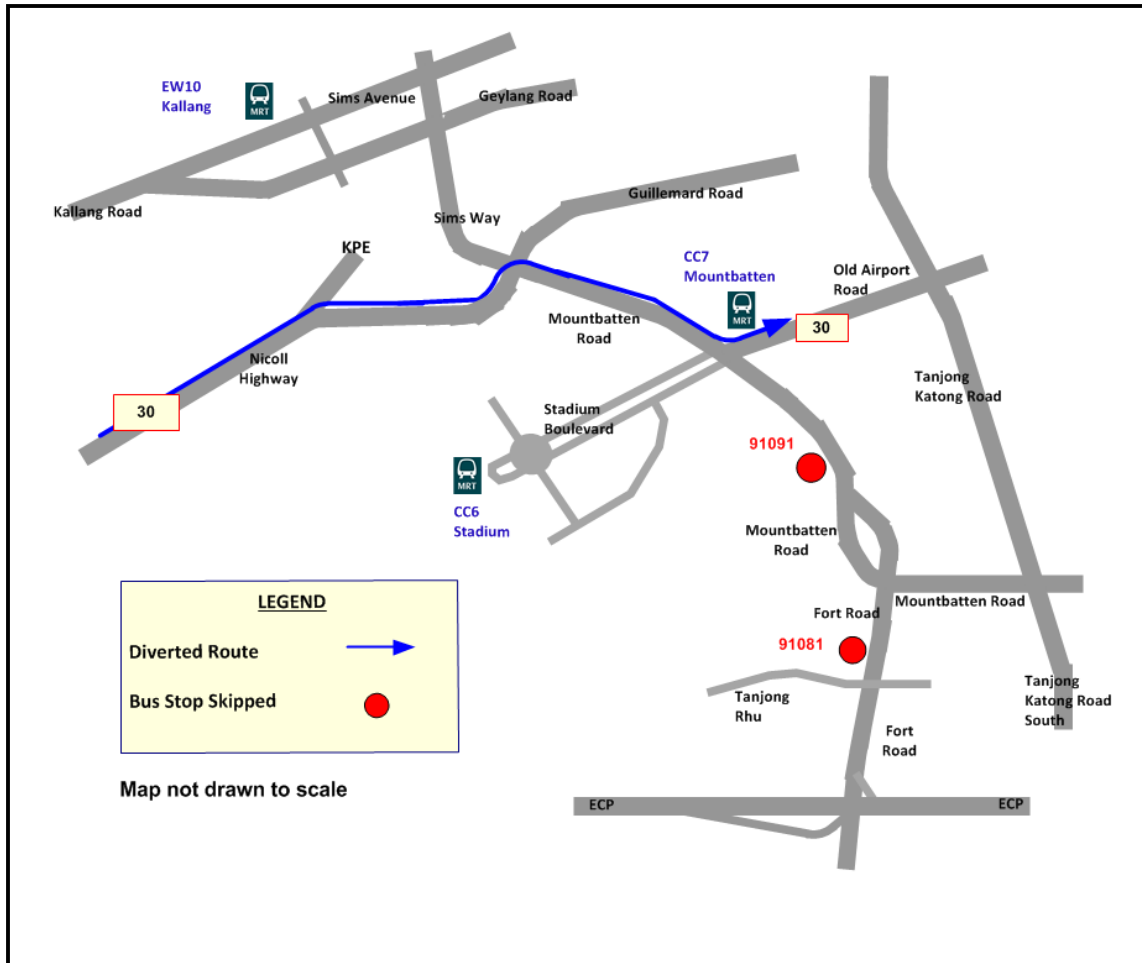 EW10
Kallang
MRT
Sims Avenue
Geylang Road
Kallang Road
Sims Way
Guillemard Road
KPE
CC7
Mountbatten
MRT
Old Airport
Road
30
Mountbatten
Road
Nicoll
Highway
30
Tanjong
Katong Road
Stadium
Boulevard
91091
MRT
CC6
Stadium
Mountbatten
Road
Mountbatten Road
Fort Road
91081
Tanjong
Rhu
Tanjong
Katong Road
South
Fort
Road
ECP
ECP
LEGEND
Diverted Route
Bus Stop Skipped
Map not drawn to scale